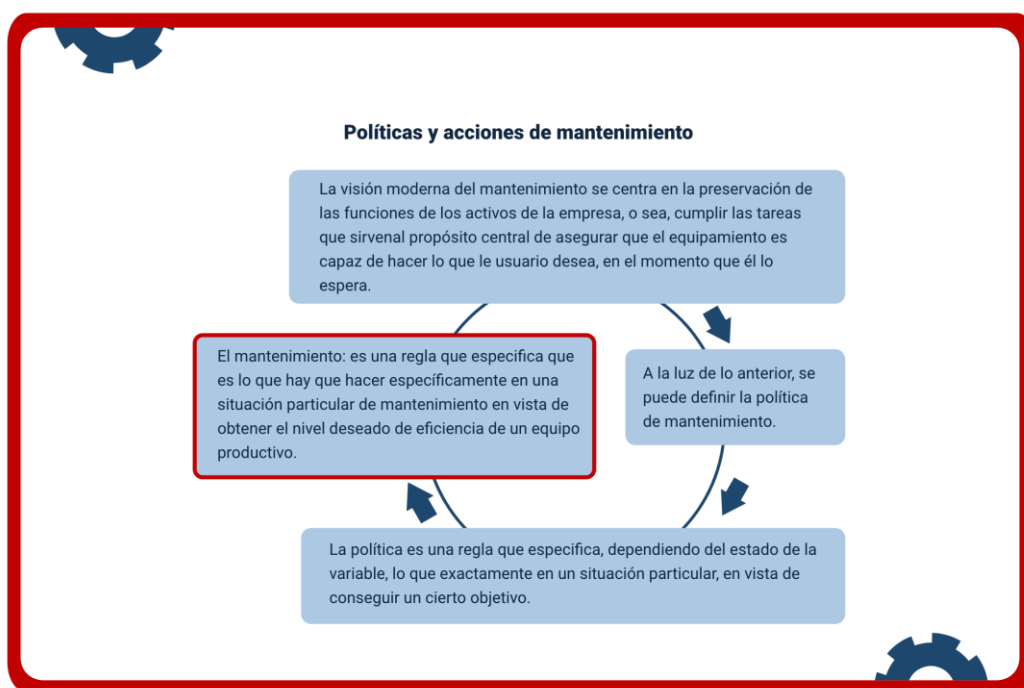 Políticas y acciones de mantenimiento
La visión moderna del mantenimiento se centra en la preservación de
las funciones de los activos de la empresa, o sea, cumplir las tareas
que sirvenal propósito central de asegurar que el equipamiento es
capaz de hacer lo que le usuario desea, en el momento que él lo
espera.
A la luz de lo anterior, se
puede definir la política
de mantenimiento.
La política es una regla que especifica, dependiendo del estado de la
variable, lo que exactamente en un situación particular, en vista de
conseguir un cierto objetivo.
El mantenimiento: es una regla que especifica que
es lo que hay que hacer específicamente en una
situación particular de mantenimiento en vista de
obtener el nivel deseado de eficiencia de un equipo
productivo.